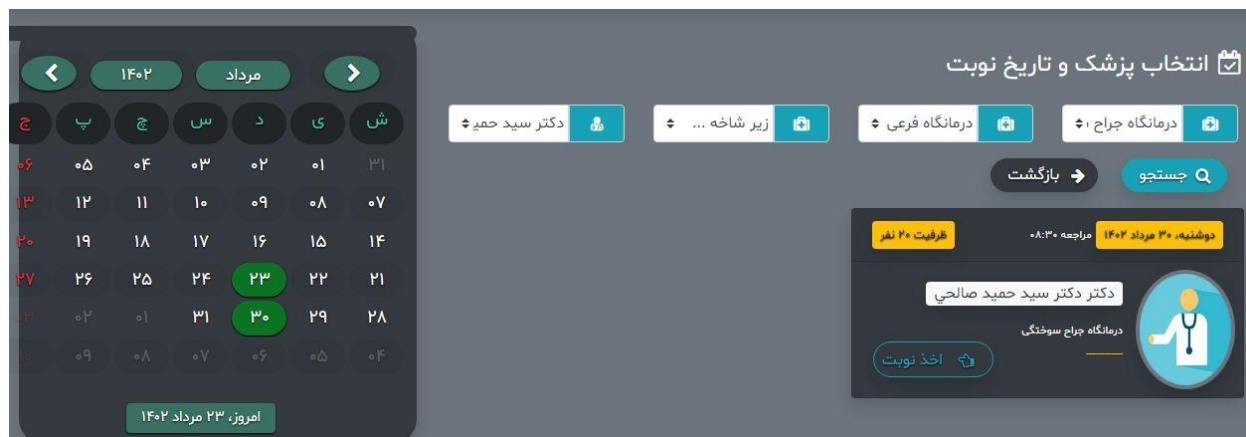 انتخاب پزشک و تاریخ نوبت
درمانگاه جراح
درمانگاه فرعی
زیر شاخه ...
دکتر سید حمی
جستجو
بازگشت
دوشنبه، ۳۰ مرداد ۱۴۰۲ مراجعه ۰۸:۳۰ ظرفیت ۲۰ نفر
دکتر دکتر سید حمید صالحي
درمانگاه جراح سوختگی
اخذ نوبت
مرداد ۱۴۰۲
ش ی د س چ پ ج
۳۱ ۰۱ ۰۲ ۰۳ ۰۴ ۰۵ ۰۶
۰۷ ۰۸ ۰۹ ۱۰ ۱۱ ۱۲ ۱۳
۱۴ ۱۵ ۱۶ ۱۷ ۱۸ ۱۹ ۲۰
۲۱ ۲۲ ۲۳ ۲۴ ۲۵ ۲۶ ۲۷
۲۸ ۲۹ ۳۰ ۳۱ ۰۱ ۰۲ ۰۳
۰۴ ۰۵ ۰۶ ۰۷ ۰۸ ۰۹ ۱۰
امروز، ۲۳ مرداد ۱۴۰۲